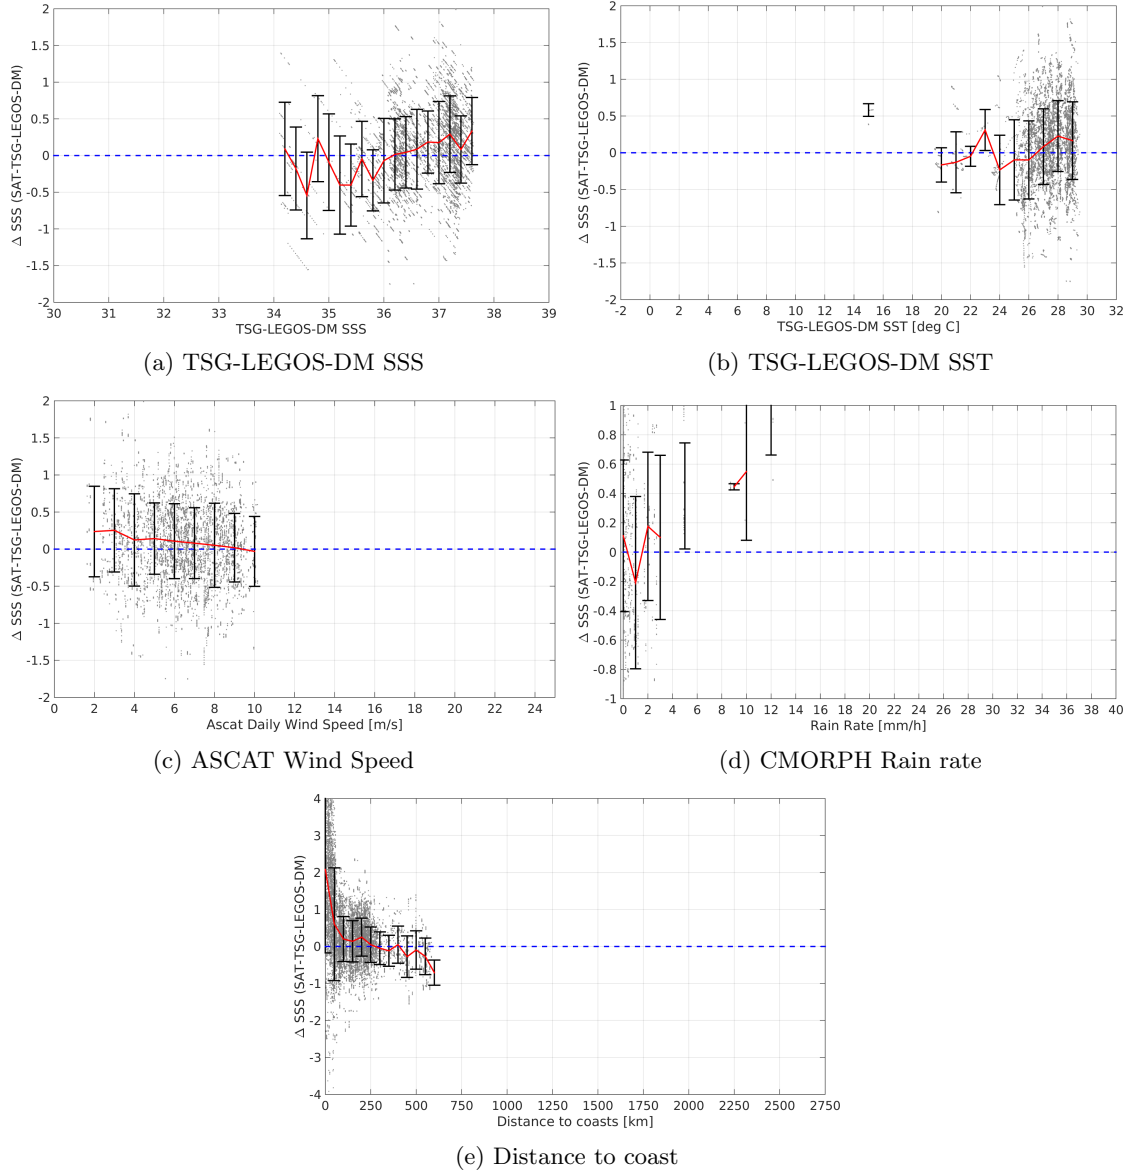 2
1.5
1
0.5
0
-0.5
-1
-1.5
-2
Δ SSS (SAT-TSG-LEGOS-DM)
30 31 32 33 34 35 36 37 38 39
TSG-LEGOS-DM SSS
(a) TSG-LEGOS-DM SSS
2
1.5
1
0.5
0
-0.5
-1
-1.5
-2
Δ SSS (SAT-TSG-LEGOS-DM)
-2 0 2 4 6 8 10 12 14 16 18 20 22 24 26 28 30 32
TSG-LEGOS-DM SST [deg C]
(b) TSG-LEGOS-DM SST
2
1.5
1
0.5
0
-0.5
-1
-1.5
-2
Δ SSS (SAT-TSG-LEGOS-DM)
0 2 4 6 8 10 12 14 16 18 20 22 24
Ascat Daily Wind Speed [m/s]
(c) ASCAT Wind Speed
1
0.8
0.6
0.4
0.2
0
-0.2
-0.4
-0.6
-0.8
-1
Δ SSS (SAT-TSG-LEGOS-DM)
0 2 4 6 8 10 12 14 16 18 20 22 24 26 28 30 32 34 36 38 40
Rain Rate [mm/h]
(d) CMORPH Rain rate
4
3
2
1
0
-1
-2
-3
-4
Δ SSS (SAT-TSG-LEGOS-DM)
0 250 500 750 1000 1250 1500 1750 2000 2250 2500 2750
Distance to coasts [km]
(e) Distance to coast